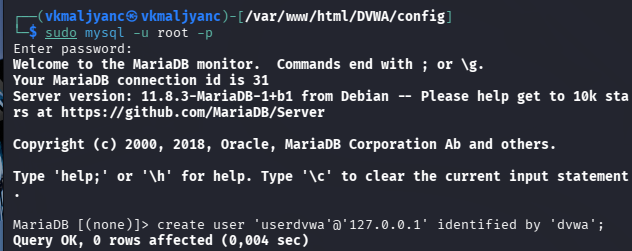 ┌──(vkmaljyanc㉿vkmaljyanc)-[/var/www/html/DVWA/config]
└─$ sudo mysql -u root -p
Enter password:
Welcome to the MariaDB monitor.  Commands end with ; or \g.
Your MariaDB connection id is 31
Server version: 11.8.3-MariaDB-1+b1 from Debian -- Please help get to 10k sta
rs at https://github.com/MariaDB/Server
Copyright (c) 2000, 2018, Oracle, MariaDB Corporation Ab and others.
Type 'help;' or '\h' for help. Type '\c' to clear the current input statement
.
MariaDB [(none)]> create user 'userdvwa'@'127.0.0.1' identified by 'dvwa';
Query OK, 0 rows affected (0,004 sec)